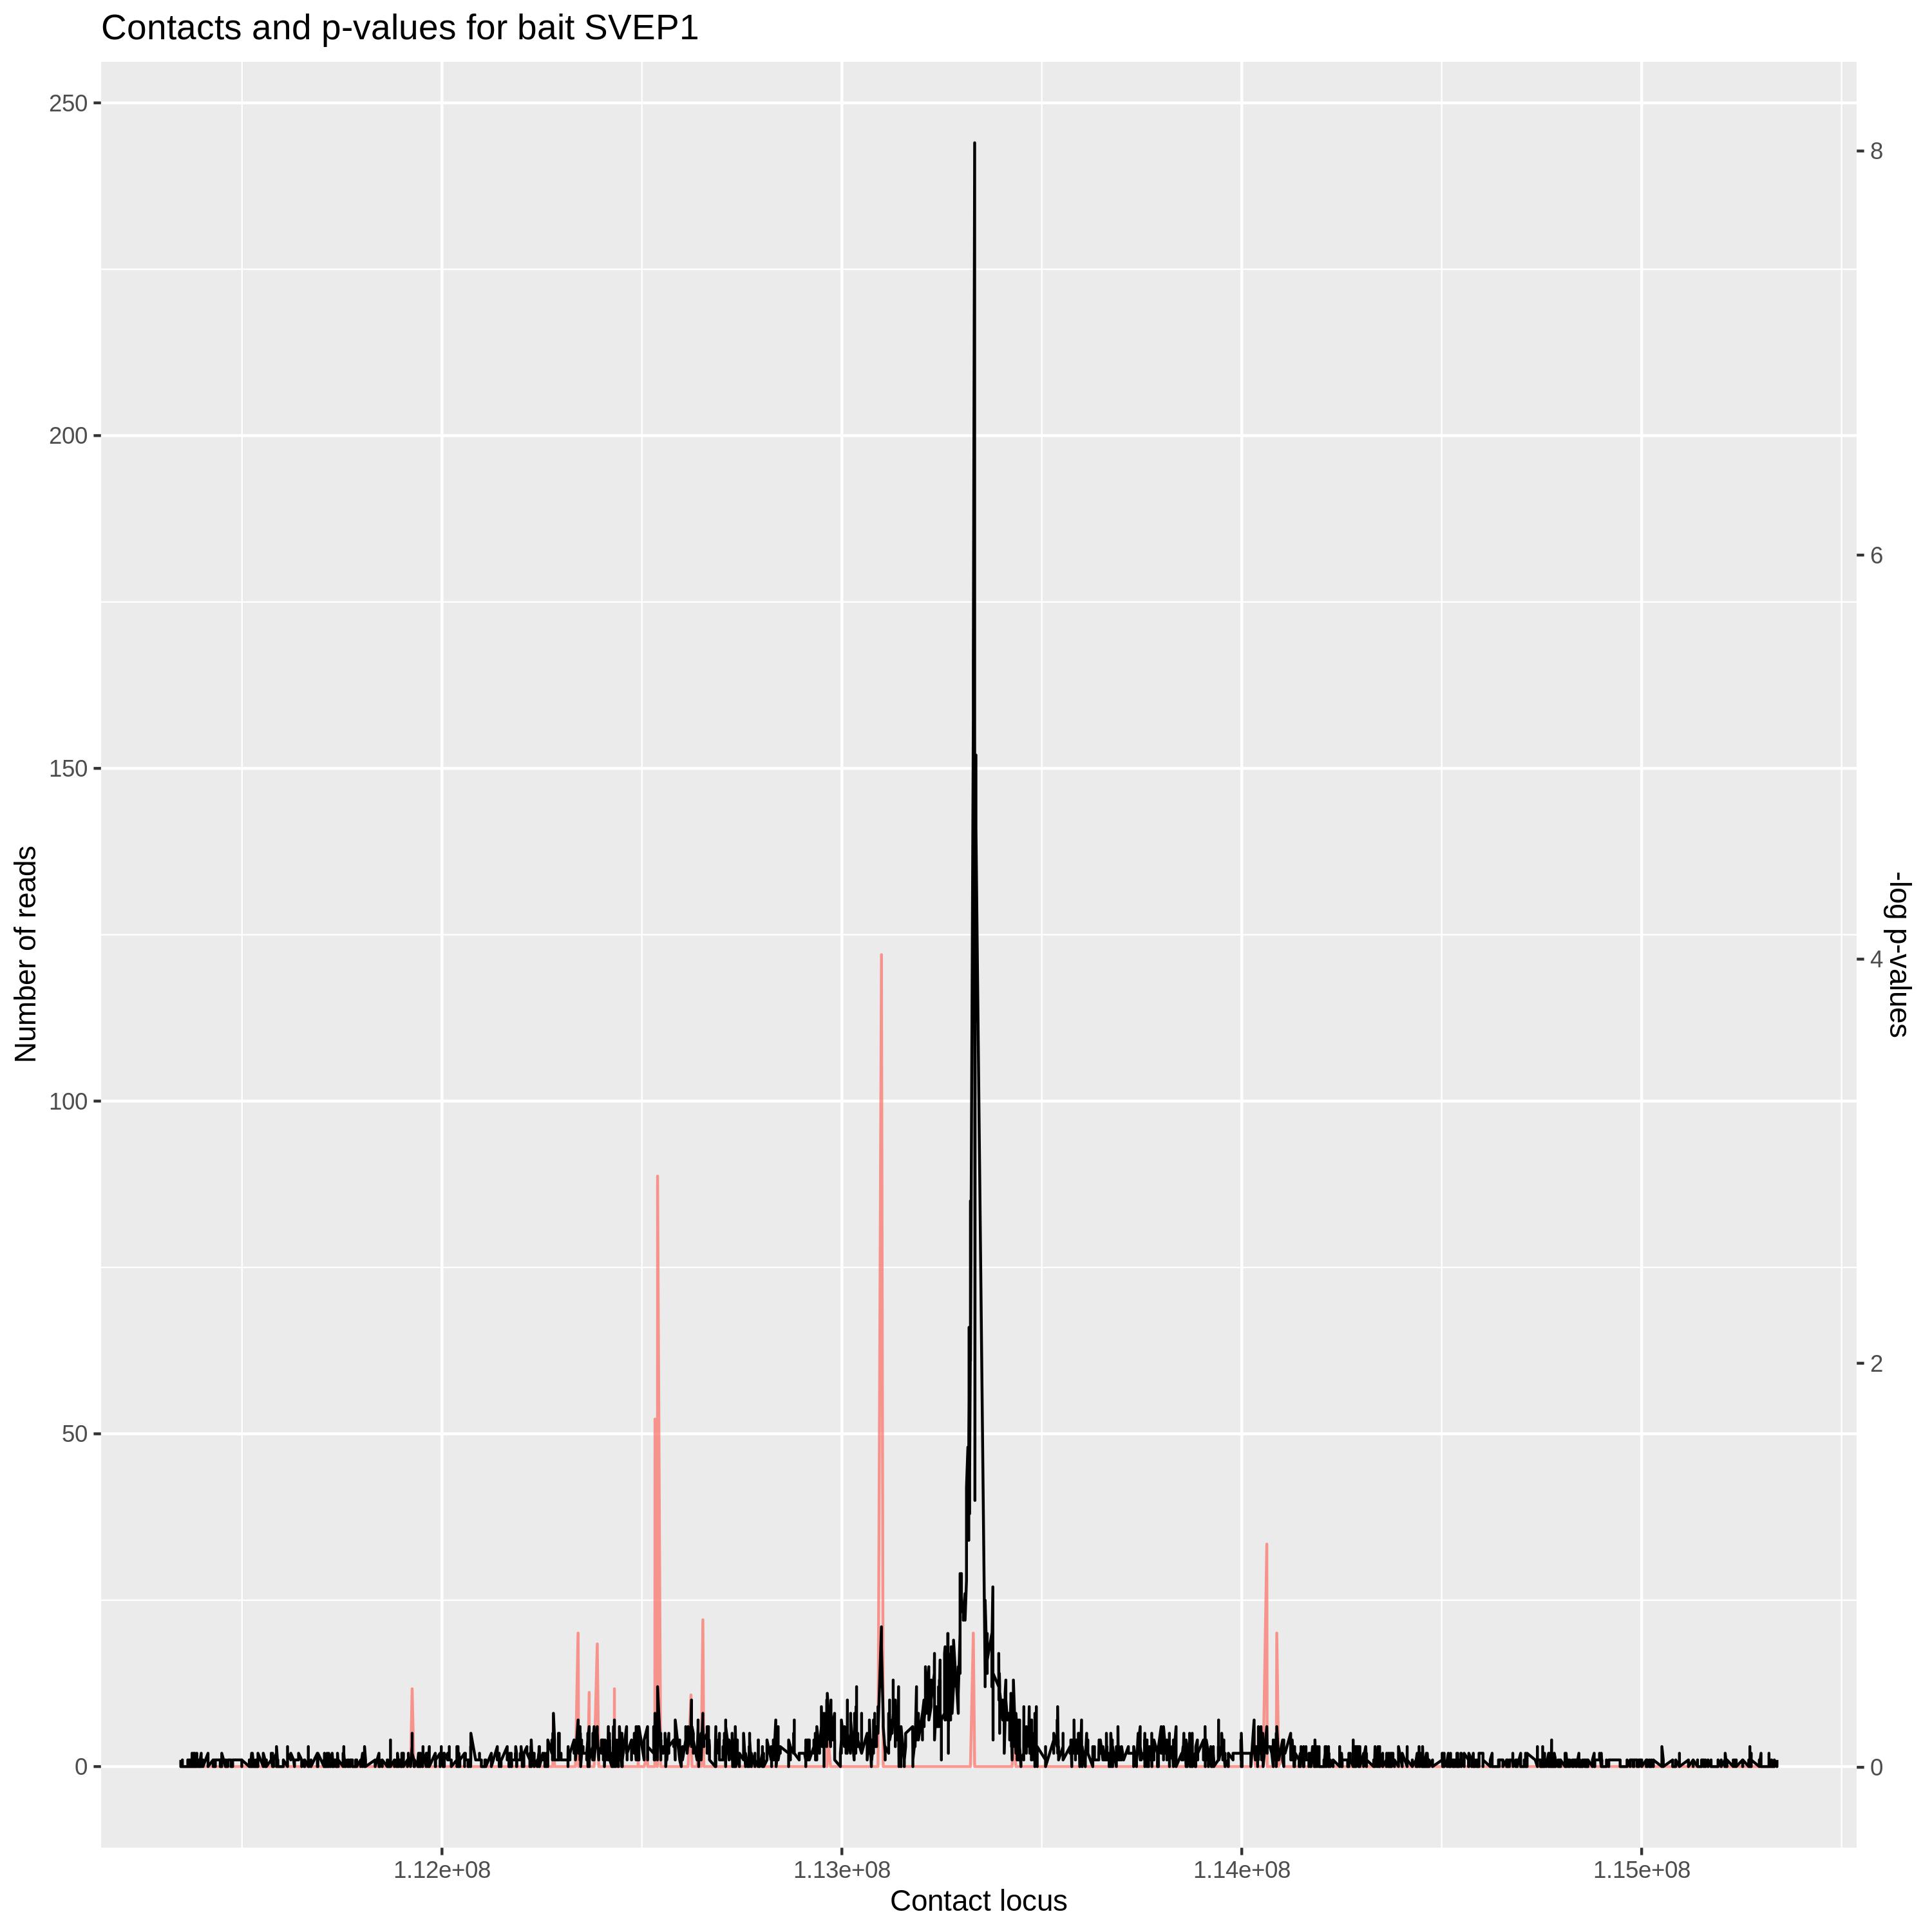 Contacts and p-values for bait SVEP1
250
200
150
100
50
0
Number of reads
8
6
4
2
0
-log p-values
1.12e+08
1.13e+08
1.14e+08
1.15e+08
Contact locus